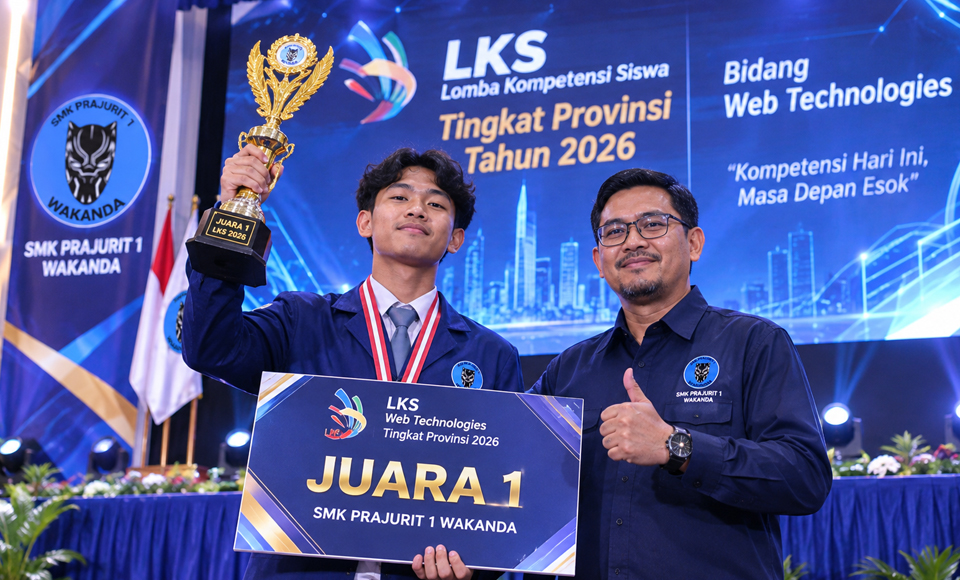 SMK PRAJURIT 1
WAKANDA
SMK PRAJURIT 1
WAKANDA
LKS
Lomba Kompetensi Siswa
Tingkat Provinsi
Tahun 2026
Bidang
Web Technologies
“Kompetensi Hari Ini,
Masa Depan Esok”
JUARA 1
LKS 2026
SMK PRAJURIT 1
WAKANDA
LKS
Web Technologies
Tingkat Provinsi 2026
JUARA 1
SMK PRAJURIT 1 WAKANDA